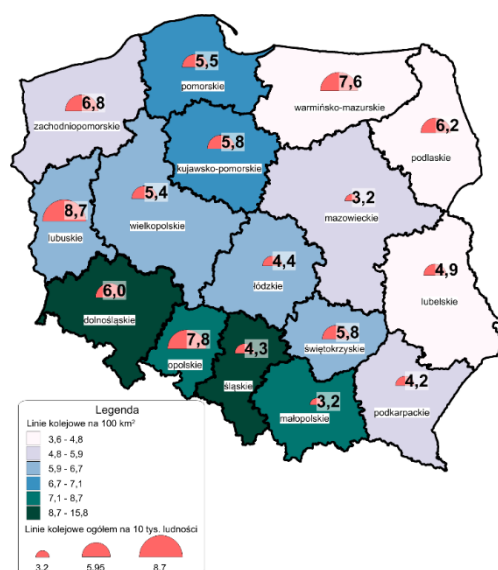 5,5
pomorskie
7,6
warmińsko-mazurskie
6,8
zachodniopomorskie
6,2
podlaskie
5,8
kujawsko-pomorskie
5,4
wielkopolskie
3,2
mazowieckie
8,7
lubuskie
4,4
łódzkie
4,9
lubelskie
6,0
dolnośląskie
7,8
opolskie
4,3
śląskie
5,8
świętokrzyskie
3,2
małopolskie
4,2
podkarpackie
Legenda
Linie kolejowe na 100 km²
3,6 - 4,8
4,8 - 5,9
5,9 - 6,7
6,7 - 7,1
7,1 - 8,7
8,7 - 15,8
Linie kolejowe ogółem na 10 tys. ludności
3,2 5,95 8,7